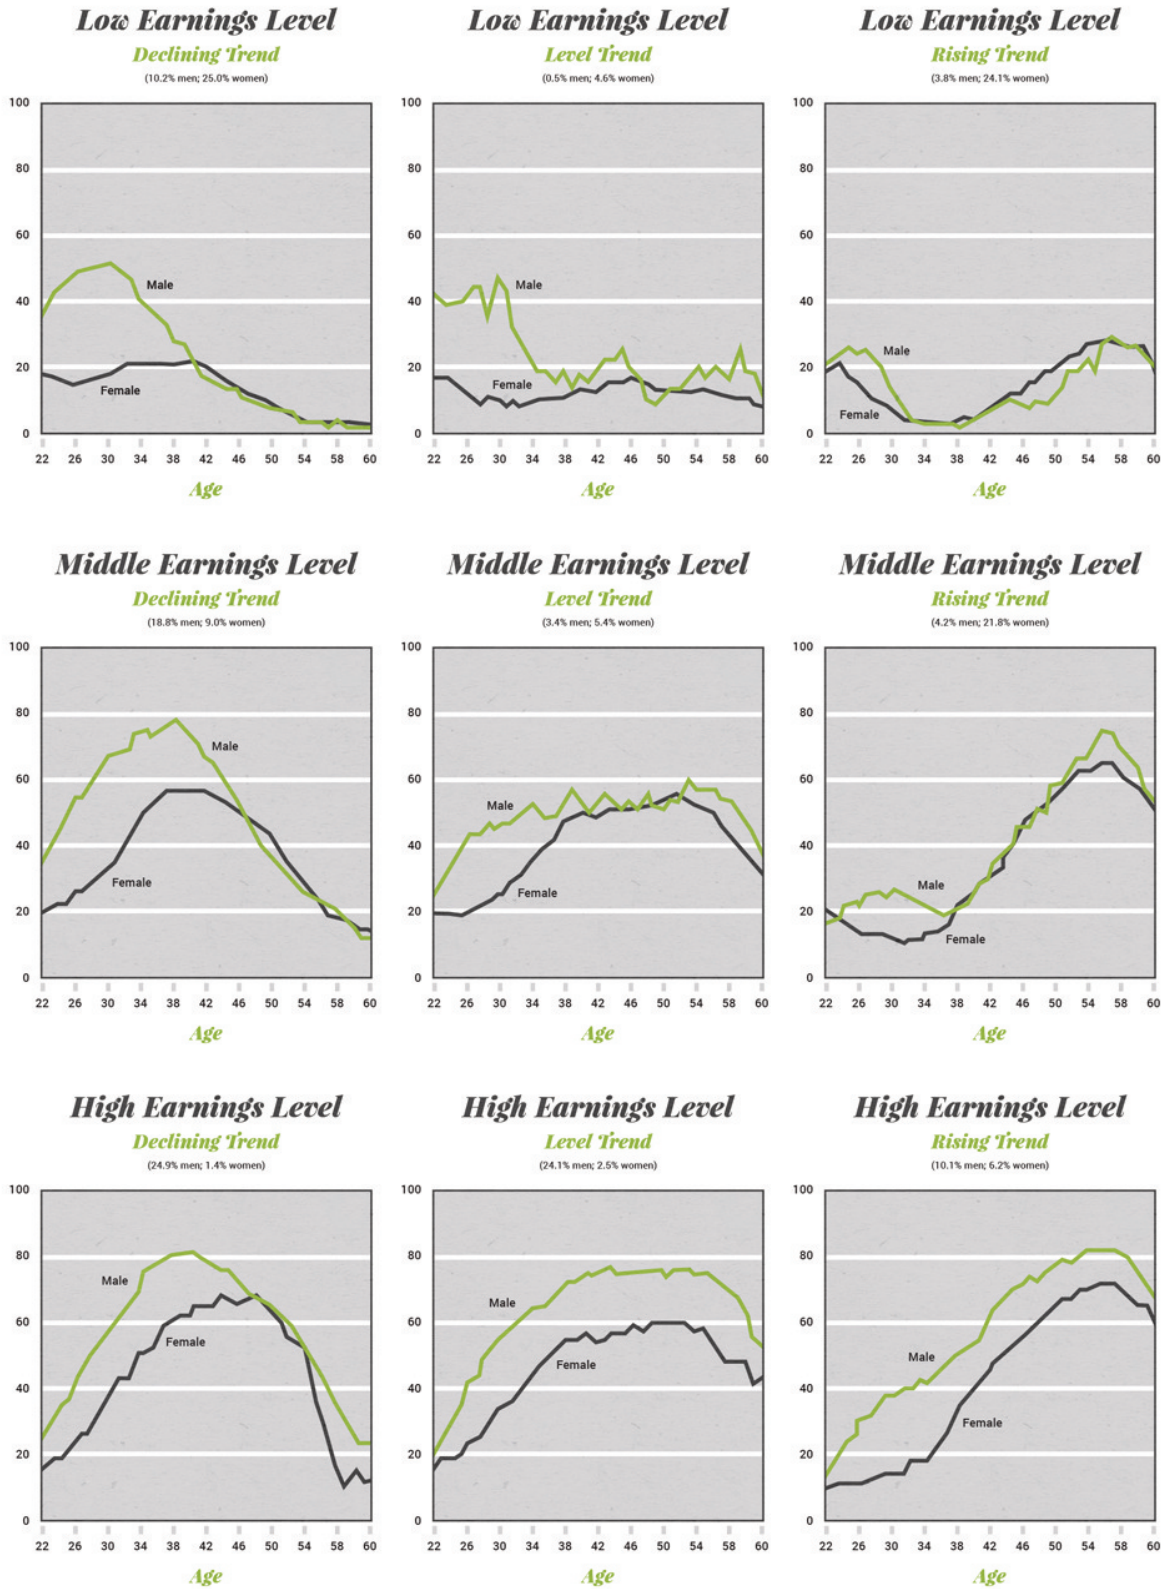 Low Earnings Level
Declining Trend
(10.2% men; 25.0% women)
100
80
60
40
20
0
Male
Female
22 26 30 34 38 42 46 50 54 58 60
Age
Low Earnings Level
Level Trend
(0.5% men; 4.6% women)
100
80
60
40
20
0
Male
Female
22 26 30 34 38 42 46 50 54 58 60
Age
Low Earnings Level
Rising Trend
(3.8% men; 24.1% women)
100
80
60
40
20
0
Male
Female
22 26 30 34 38 42 46 50 54 58 60
Age
Middle Earnings Level
Declining Trend
(18.8% men; 9.0% women)
100
80
60
40
20
0
Male
Female
22 26 30 34 38 42 46 50 54 58 60
Age
Middle Earnings Level
Level Trend
(3.4% men; 5.4% women)
100
80
60
40
20
0
Male
Female
22 26 30 34 38 42 46 50 54 58 60
Age
Middle Earnings Level
Rising Trend
(4.2% men; 21.8% women)
100
80
60
40
20
0
Male
Female
22 26 30 34 38 42 46 50 54 58 60
Age
High Earnings Level
Declining Trend
(24.9% men; 1.4% women)
100
80
60
40
20
0
Male
Female
22 26 30 34 38 42 46 50 54 58 60
Age
High Earnings Level
Level Trend
(24.1% men; 2.5% women)
100
80
60
40
20
0
Male
Female
22 26 30 34 38 42 46 50 54 58 60
Age
High Earnings Level
Rising Trend
(10.1% men; 6.2% women)
100
80
60
40
20
0
Male
Female
22 26 30 34 38 42 46 50 54 58 60
Age